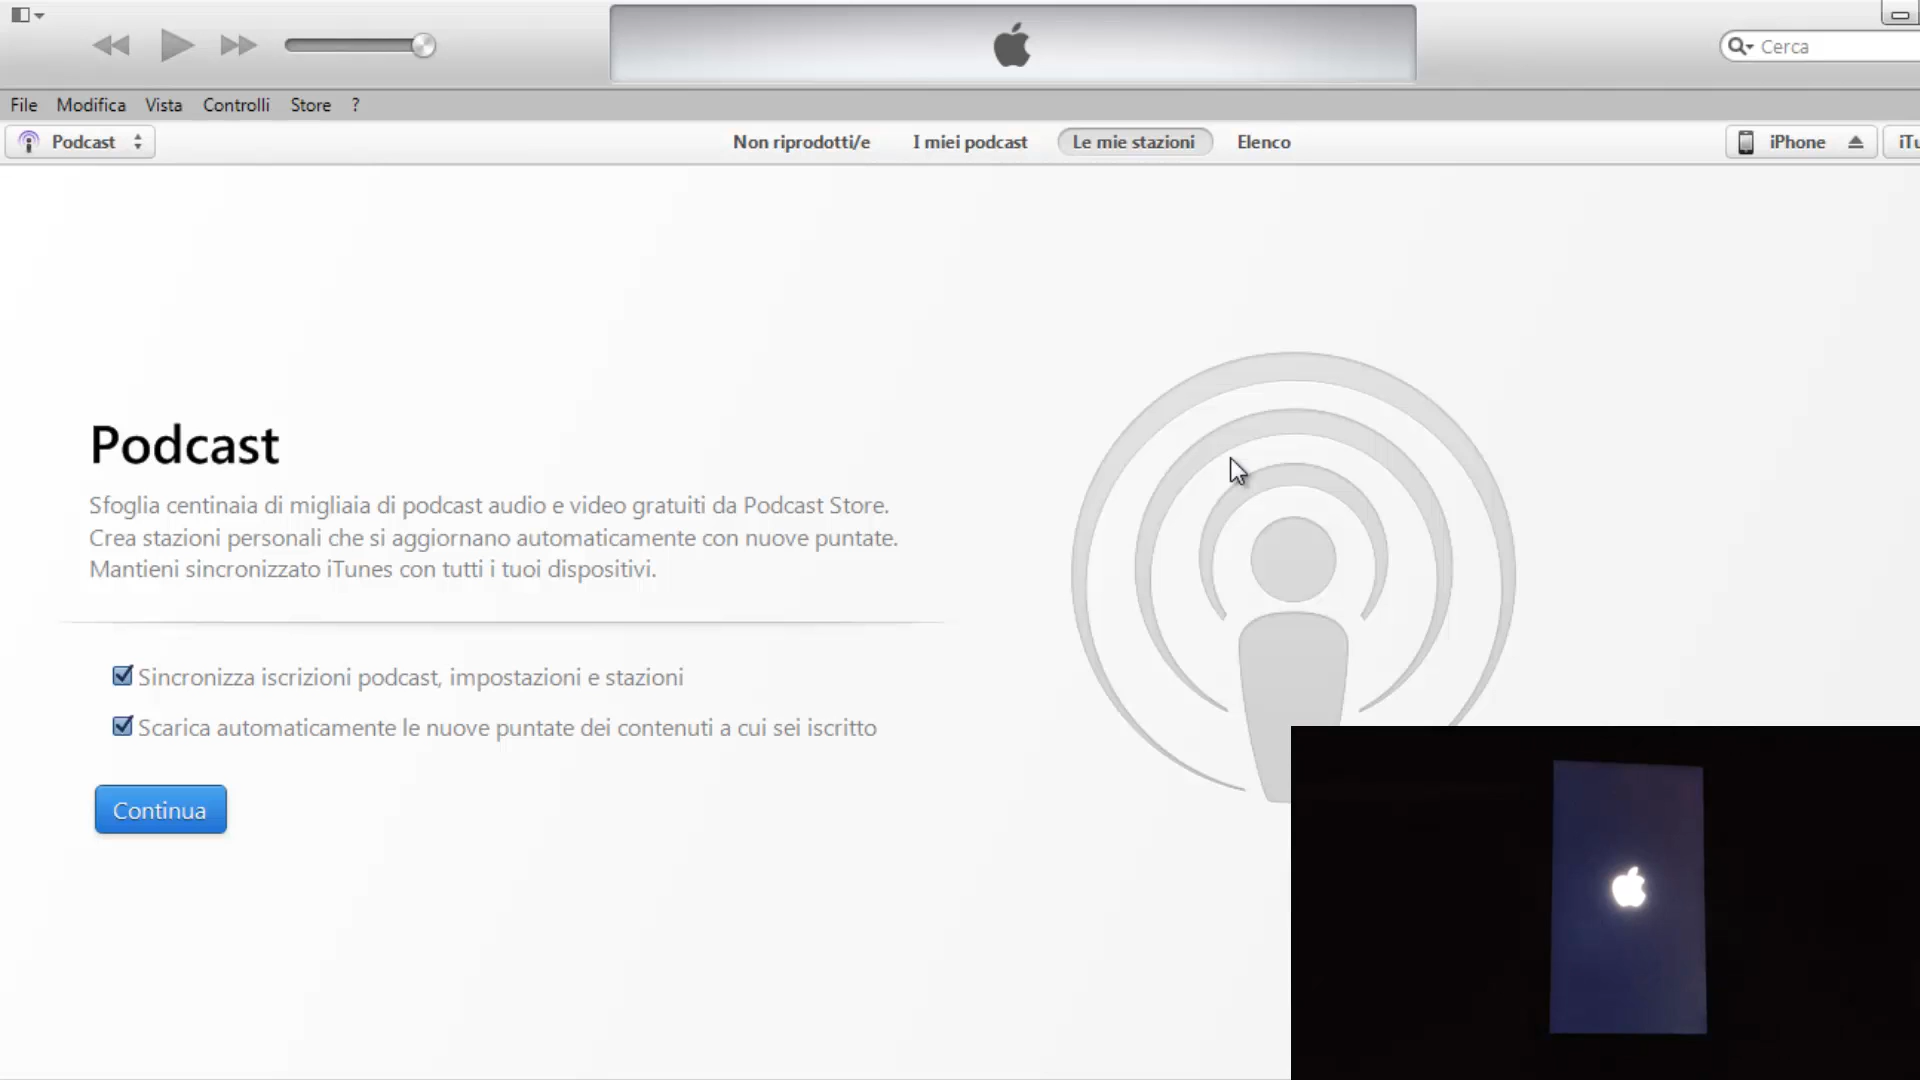 Cerca
File Modifica Vista Controlli Store ?
Podcast Non riprodotti/e I miei podcast Le mie stazioni Elenco iPhone iTu
Podcast
Sfoglia centinaia di migliaia di podcast audio e video gratuiti da Podcast Store.
Crea stazioni personali che si aggiornano automaticamente con nuove puntate.
Mantieni sincronizzato iTunes con tutti i tuoi dispositivi.
Sincronizza iscrizioni podcast, impostazioni e stazioni
Scarica automaticamente le nuove puntate dei contenuti a cui sei iscritto
Continua